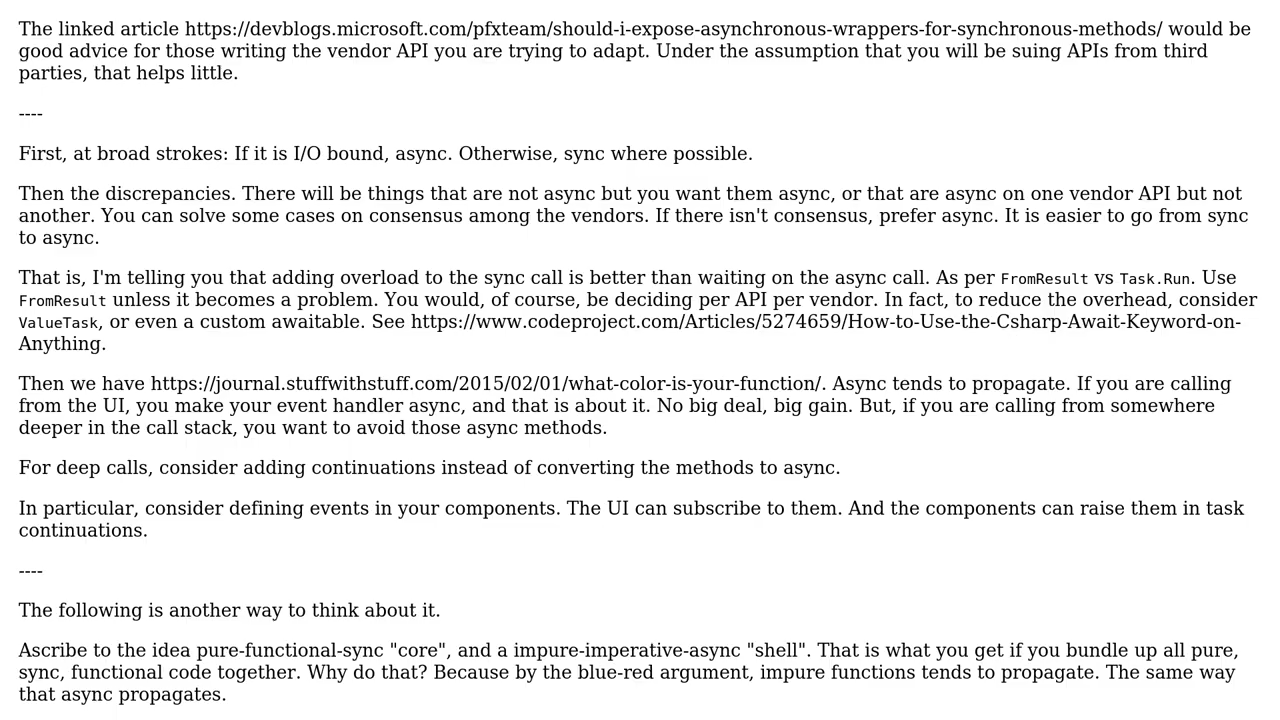 The linked article https://devblogs.microsoft.com/pfxteam/should-i-expose-asynchronous-wrappers-for-synchronous-methods/ would be
good advice for those writing the vendor API you are trying to adapt. Under the assumption that you will be suing APIs from third
parties, that helps little.
----
First, at broad strokes: If it is I/O bound, async. Otherwise, sync where possible.
Then the discrepancies. There will be things that are not async but you want them async, or that are async on one vendor API but not
another. You can solve some cases on consensus among the vendors. If there isn't consensus, prefer async. It is easier to go from sync
to async.
That is, I'm telling you that adding overload to the sync call is better than waiting on the async call. As per FromResult vs Task.Run. Use
FromResult unless it becomes a problem. You would, of course, be deciding per API per vendor. In fact, to reduce the overhead, consider
ValueTask, or even a custom awaitable. See https://www.codeproject.com/Articles/5274659/How-to-Use-the-Csharp-Await-Keyword-on-
Anything.
Then we have https://journal.stuffwithstuff.com/2015/02/01/what-color-is-your-function/. Async tends to propagate. If you are calling
from the UI, you make your event handler async, and that is about it. No big deal, big gain. But, if you are calling from somewhere
deeper in the call stack, you want to avoid those async methods.
For deep calls, consider adding continuations instead of converting the methods to async.
In particular, consider defining events in your components. The UI can subscribe to them. And the components can raise them in task
continuations.
----
The following is another way to think about it.
Ascribe to the idea pure-functional-sync "core", and a impure-imperative-async "shell". That is what you get if you bundle up all pure,
sync, functional code together. Why do that? Because by the blue-red argument, impure functions tends to propagate. The same way
that async propagates.